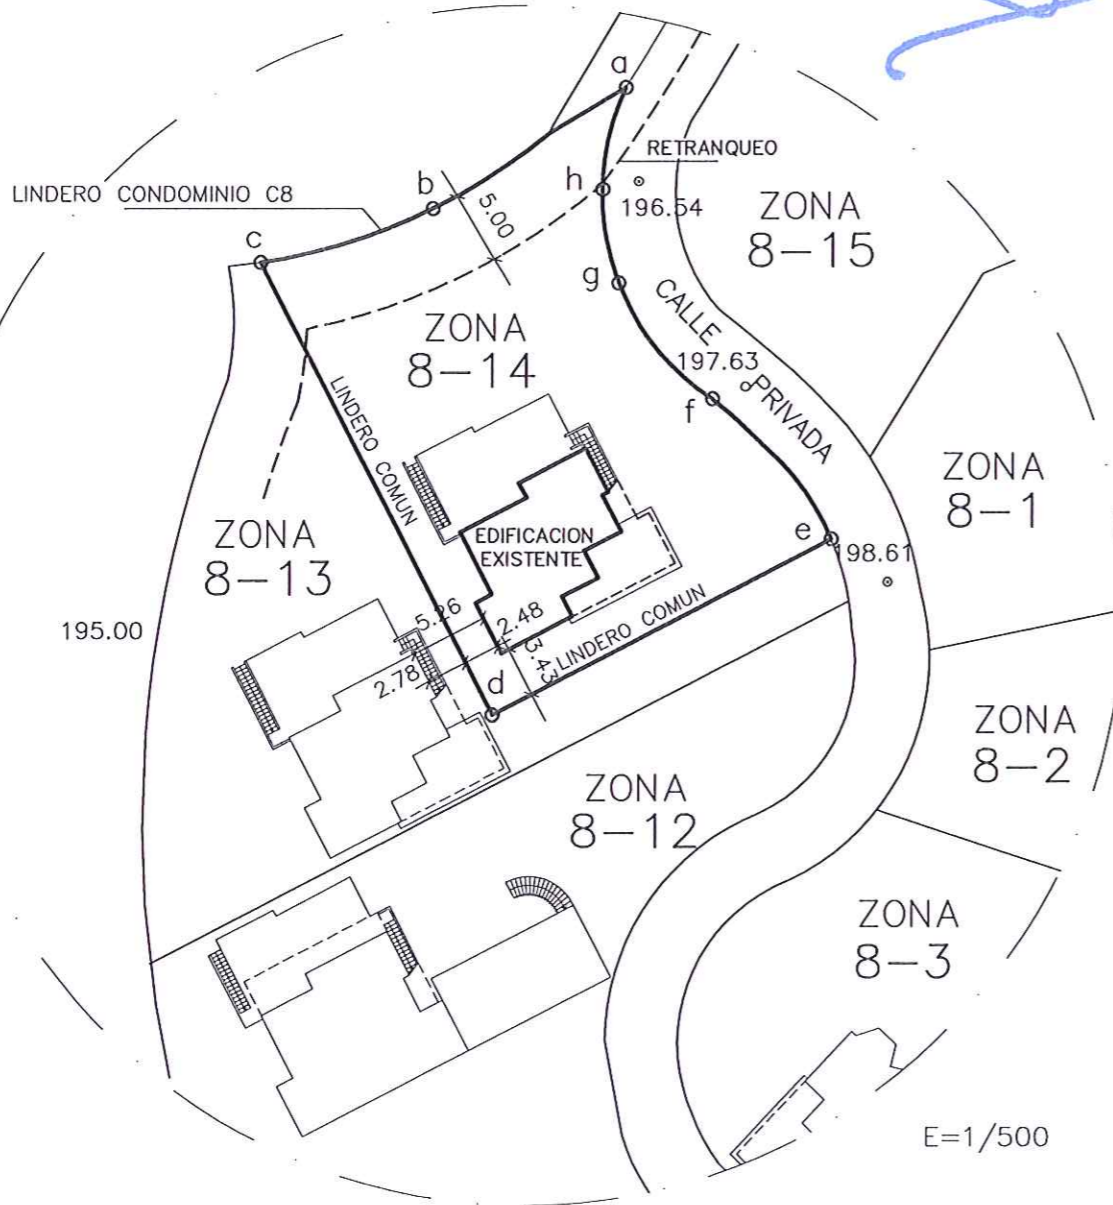 a
RETRANQUEO
LINDERO CONDOMINIO C8
b
h
196.54
5.00
ZONA
8-15
c
g
CALLE PRIVADA
ZONA
8-14
197.63
f
LINDERO COMUN
ZONA
8-1
EDIFICACION
EXISTENTE
e
198.61
ZONA
8-13
195.00
5.26
2.48
LINDERO COMUN
3.43
2.78
d
ZONA
8-2
ZONA
8-12
ZONA
8-3
E=1/500